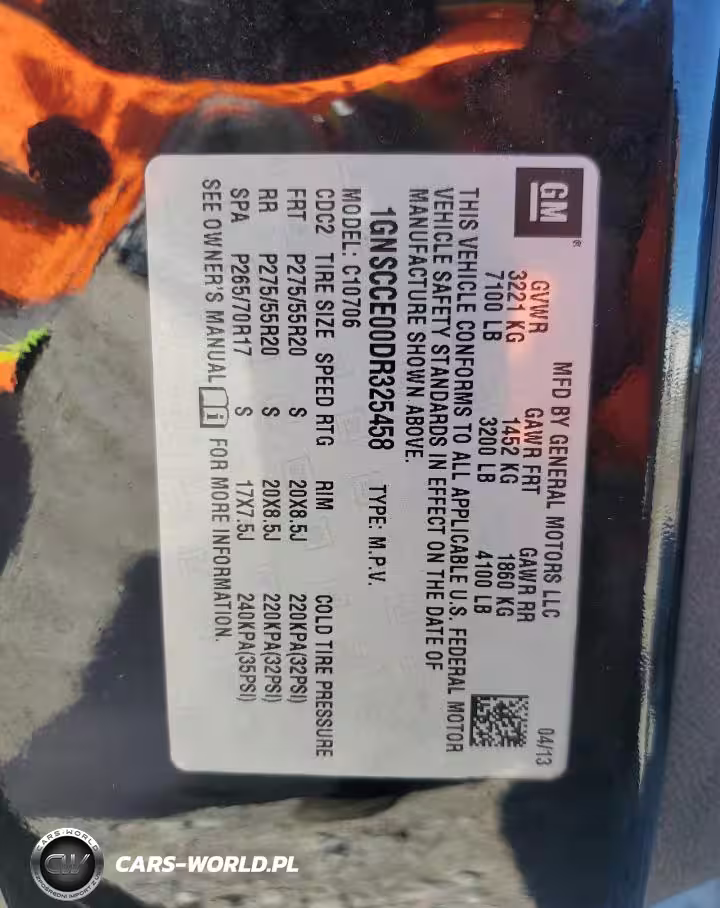 GM®
MFD BY GENERAL MOTORS LLC 04/13
GVWR GAWR FRT GAWR RR
3221 KG 1452 KG 1860 KG
7100 LB 3200 LB 4100 LB
THIS VEHICLE CONFORMS TO ALL APPLICABLE U.S. FEDERAL MOTOR
VEHICLE SAFETY STANDARDS IN EFFECT ON THE DATE OF
MANUFACTURE SHOWN ABOVE.
1GNSCCE00DR325458 TYPE: M.P.V.
MODEL: C10706
CDC2 TIRE SIZE SPEED RTG RIM COLD TIRE PRESSURE
FRT P275/55R20 S 20X8.5J 220KPA(32PSI)
RR P275/55R20 S 20X8.5J 220KPA(32PSI)
SPA P265/70R17 S 17X7.5J 240KPA(35PSI)
SEE OWNER'S MANUAL i FOR MORE INFORMATION.
CARS-WORLD
CW
CARS-WORLD.PL